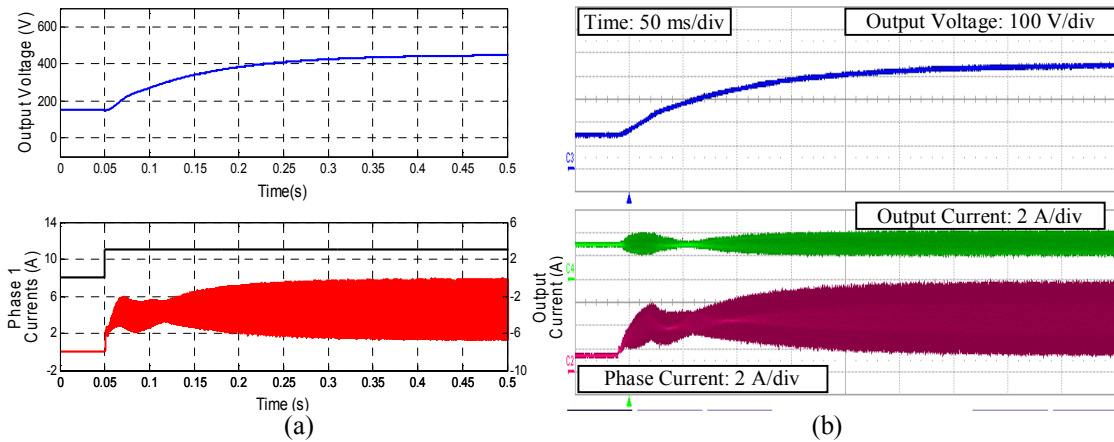 Output Voltage (V)
600
400
200
0
0 0.05 0.1 0.15 0.2 0.25 0.3 0.35 0.4 0.45 0.5
Time(s)
Phase 1
Currents (A)
14
10
6
2
-2
6
2
-2
-6
-10
Output
Current (A)
0 0.05 0.1 0.15 0.2 0.25 0.3 0.35 0.4 0.45 0.5
Time (s)
(a)
Time: 50 ms/div
Output Voltage: 100 V/div
C3
Output Current: 2 A/div
C4
C2
Phase Current: 2 A/div
(b)